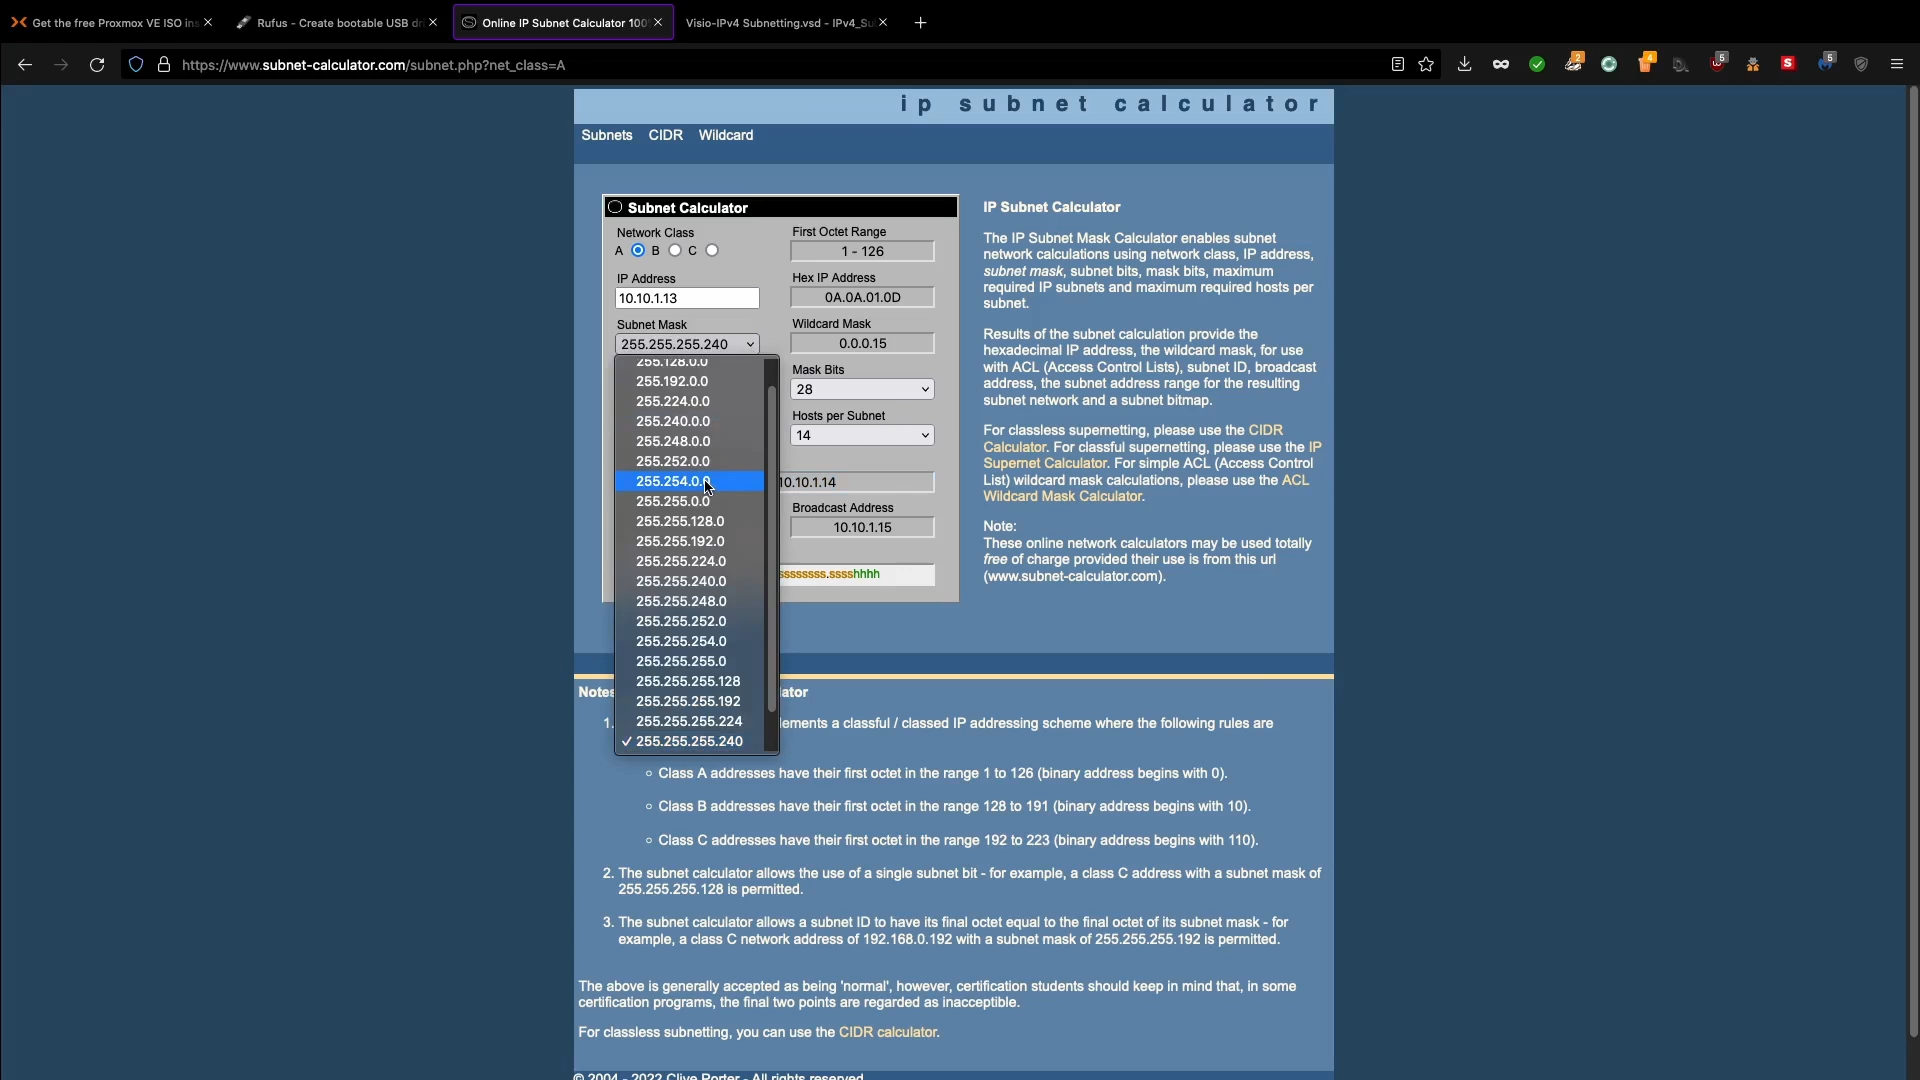 Get the free Proxmox VE ISO ins
Rufus - Create bootable USB dri
Online IP Subnet Calculator 100%
Visio-IPv4 Subnetting.vsd - IPv4_Su
https://www.subnet-calculator.com/subnet.php?net_class=A
2
4
5
S
5
ip subnet calculator
Subnets CIDR Wildcard
Subnet Calculator
Network Class
A B C
First Octet Range
1 - 126
IP Address
10.10.1.13
Hex IP Address
0A.0A.01.0D
Subnet Mask
255.255.255.240
Wildcard Mask
0.0.0.15
Mask Bits
28
Hosts per Subnet
14
10.10.1.14
Broadcast Address
10.10.1.15
ssssssss.sssshhhh
255.128.0.0
255.192.0.0
255.224.0.0
255.240.0.0
255.248.0.0
255.252.0.0
255.254.0.0
255.255.0.0
255.255.128.0
255.255.192.0
255.255.224.0
255.255.240.0
255.255.248.0
255.255.252.0
255.255.254.0
255.255.255.0
255.255.255.128
255.255.255.192
255.255.255.224
✓ 255.255.255.240
IP Subnet Calculator
The IP Subnet Mask Calculator enables subnet
network calculations using network class, IP address,
subnet mask, subnet bits, mask bits, maximum
required IP subnets and maximum required hosts per
subnet.
Results of the subnet calculation provide the
hexadecimal IP address, the wildcard mask, for use
with ACL (Access Control Lists), subnet ID, broadcast
address, the subnet address range for the resulting
subnet network and a subnet bitmap.
For classless supernetting, please use the CIDR
Calculator. For classful supernetting, please use the IP
Supernet Calculator. For simple ACL (Access Control
List) wildcard mask calculations, please use the ACL
Wildcard Mask Calculator.
Note:
These online network calculators may be used totally
free of charge provided their use is from this url
(www.subnet-calculator.com).
Notes ator
1. lements a classful / classed IP addressing scheme where the following rules are
Class A addresses have their first octet in the range 1 to 126 (binary address begins with 0).
Class B addresses have their first octet in the range 128 to 191 (binary address begins with 10).
Class C addresses have their first octet in the range 192 to 223 (binary address begins with 110).
2. The subnet calculator allows the use of a single subnet bit - for example, a class C address with a subnet mask of
255.255.255.128 is permitted.
3. The subnet calculator allows a subnet ID to have its final octet equal to the final octet of its subnet mask - for
example, a class C network address of 192.168.0.192 with a subnet mask of 255.255.255.192 is permitted.
The above is generally accepted as being 'normal', however, certification students should keep in mind that, in some
certification programs, the final two points are regarded as inacceptible.
For classless subnetting, you can use the CIDR calculator.
© 2004 - 2022 Clive Porter - All rights reserved